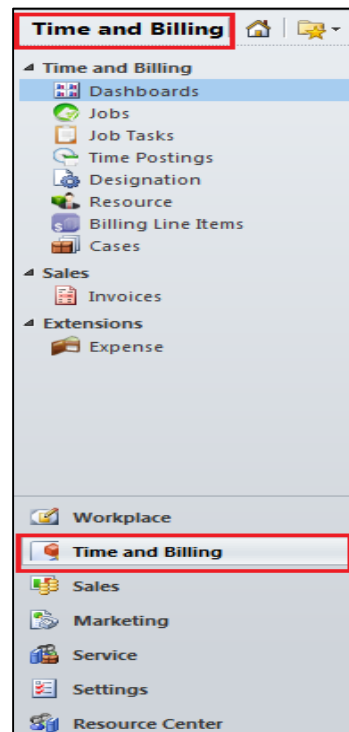 Time and Billing
Time and Billing
Dashboards
Jobs
Job Tasks
Time Postings
Designation
Resource
Billing Line Items
Cases
Sales
Invoices
Extensions
Expense
Workplace
Time and Billing
Sales
Marketing
Service
Settings
Resource Center